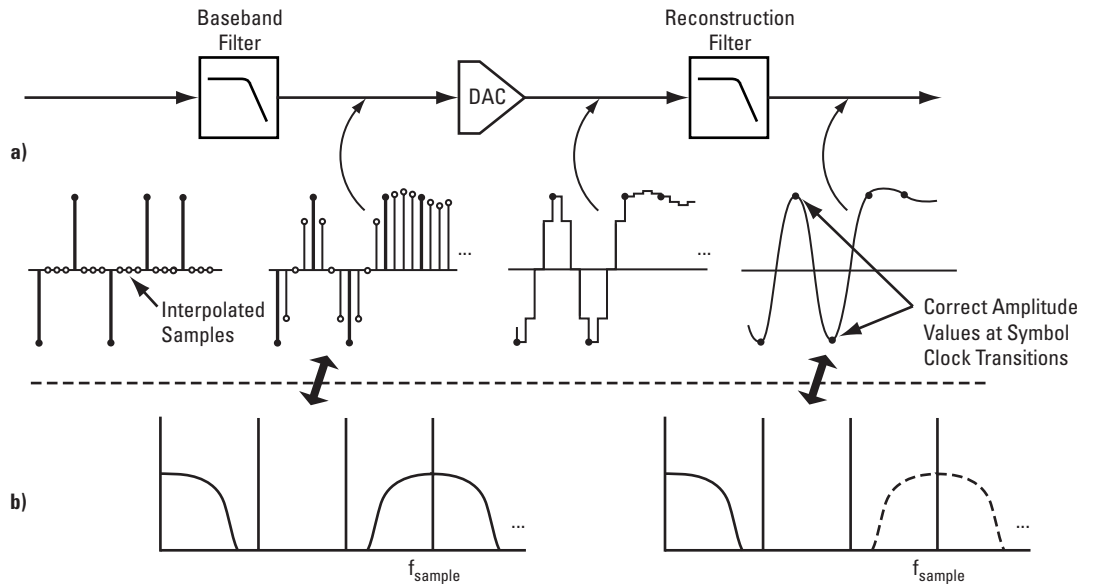 Baseband
Filter
Reconstruction
Filter
DAC
a)
...
...
Interpolated
Samples
Correct Amplitude
Values at Symbol
Clock Transitions
b)
...
...
f_sample
f_sample